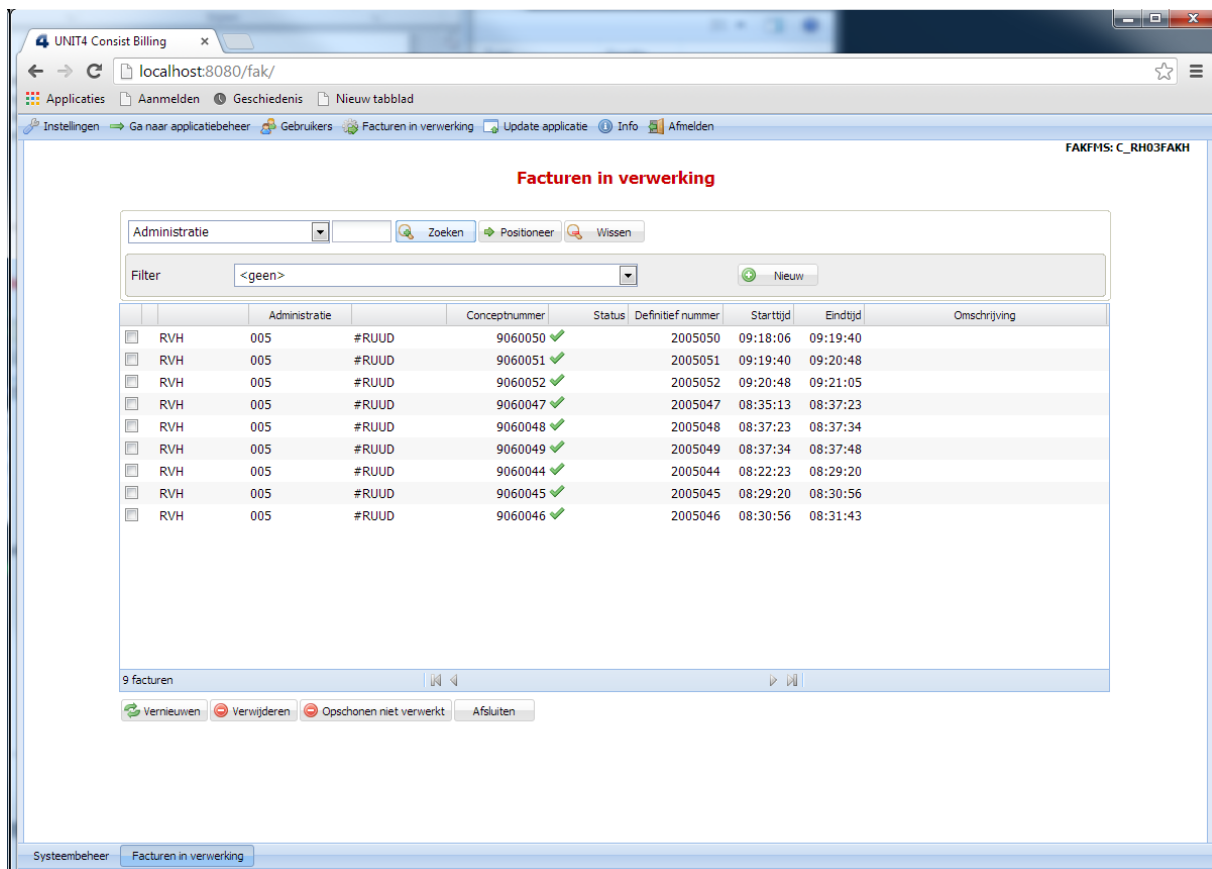 UNIT4 Consist Billing
localhost:8080/fak/
Applicaties Aanmelden Geschiedenis Nieuw tabblad
Instellingen Ga naar applicatiebeheer Gebruikers Facturen in verwerking Update applicatie Info Afmelden
FAKFMS: C_RH03FAKH
Facturen in verwerking
Administratie Zoeken Positioneer Wissen
Filter <geen> Nieuw
Administratie Conceptnummer Status Definitief nummer Starttijd Eindtijd Omschrijving
RVH 005 #RUUD 9060050 2005050 09:18:06 09:19:40
RVH 005 #RUUD 9060051 2005051 09:19:40 09:20:48
RVH 005 #RUUD 9060052 2005052 09:20:48 09:21:05
RVH 005 #RUUD 9060047 2005047 08:35:13 08:37:23
RVH 005 #RUUD 9060048 2005048 08:37:23 08:37:34
RVH 005 #RUUD 9060049 2005049 08:37:34 08:37:48
RVH 005 #RUUD 9060044 2005044 08:22:23 08:29:20
RVH 005 #RUUD 9060045 2005045 08:29:20 08:30:56
RVH 005 #RUUD 9060046 2005046 08:30:56 08:31:43
9 facturen
Vernieuwen Verwijderen Opschonen niet verwerkt Afsluiten
Systeembeheer Facturen in verwerking